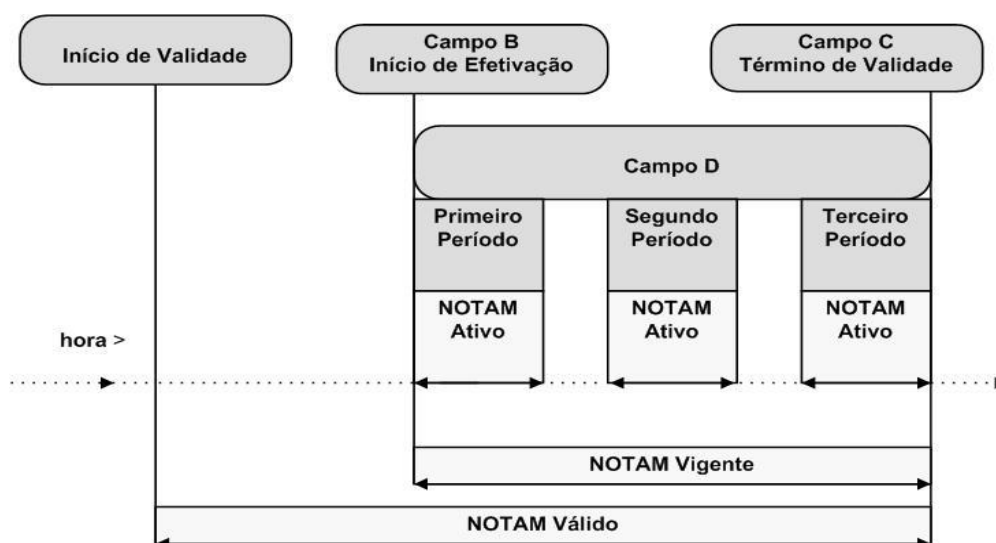 Início de Validade
Campo B
Início de Efetivação
Campo C
Término de Validade
Campo D
Primeiro
Período
Segundo
Período
Terceiro
Período
NOTAM
Ativo
NOTAM
Ativo
NOTAM
Ativo
hora >
NOTAM Vigente
NOTAM Válido